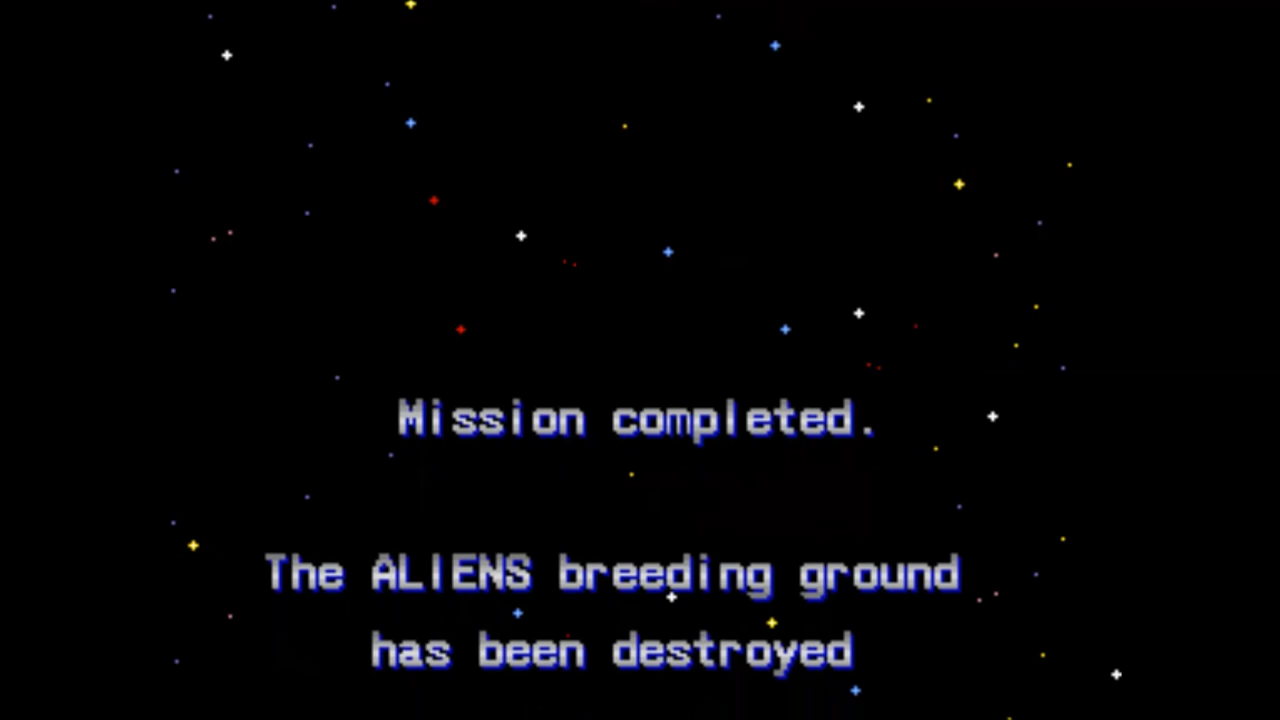 Mission completed.
The ALIENS breeding ground
has been destroyed